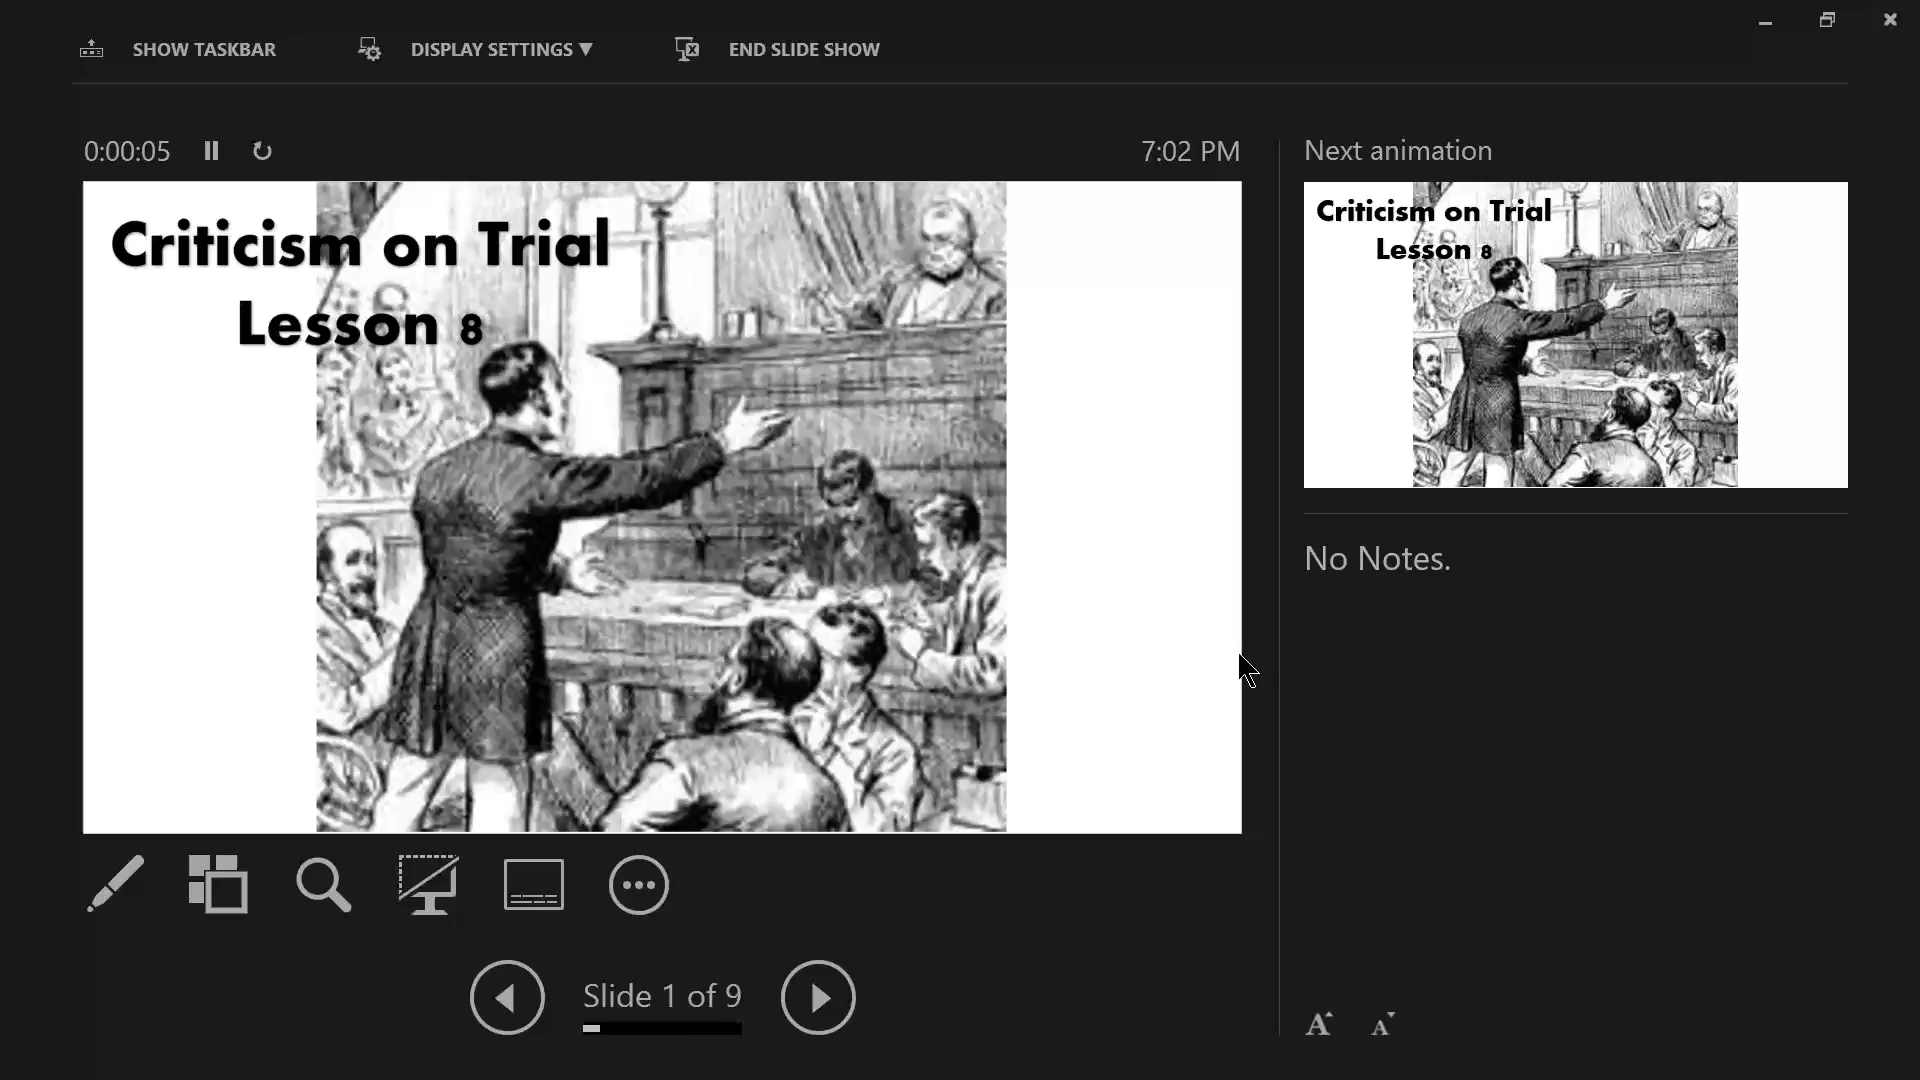 SHOW TASKBAR
DISPLAY SETTINGS ▼
END SLIDE SHOW
0:00:05
7:02 PM
Criticism on Trial
Lesson 8
Slide 1 of 9
Next animation
Criticism on Trial
Lesson 8
No Notes.
A
A